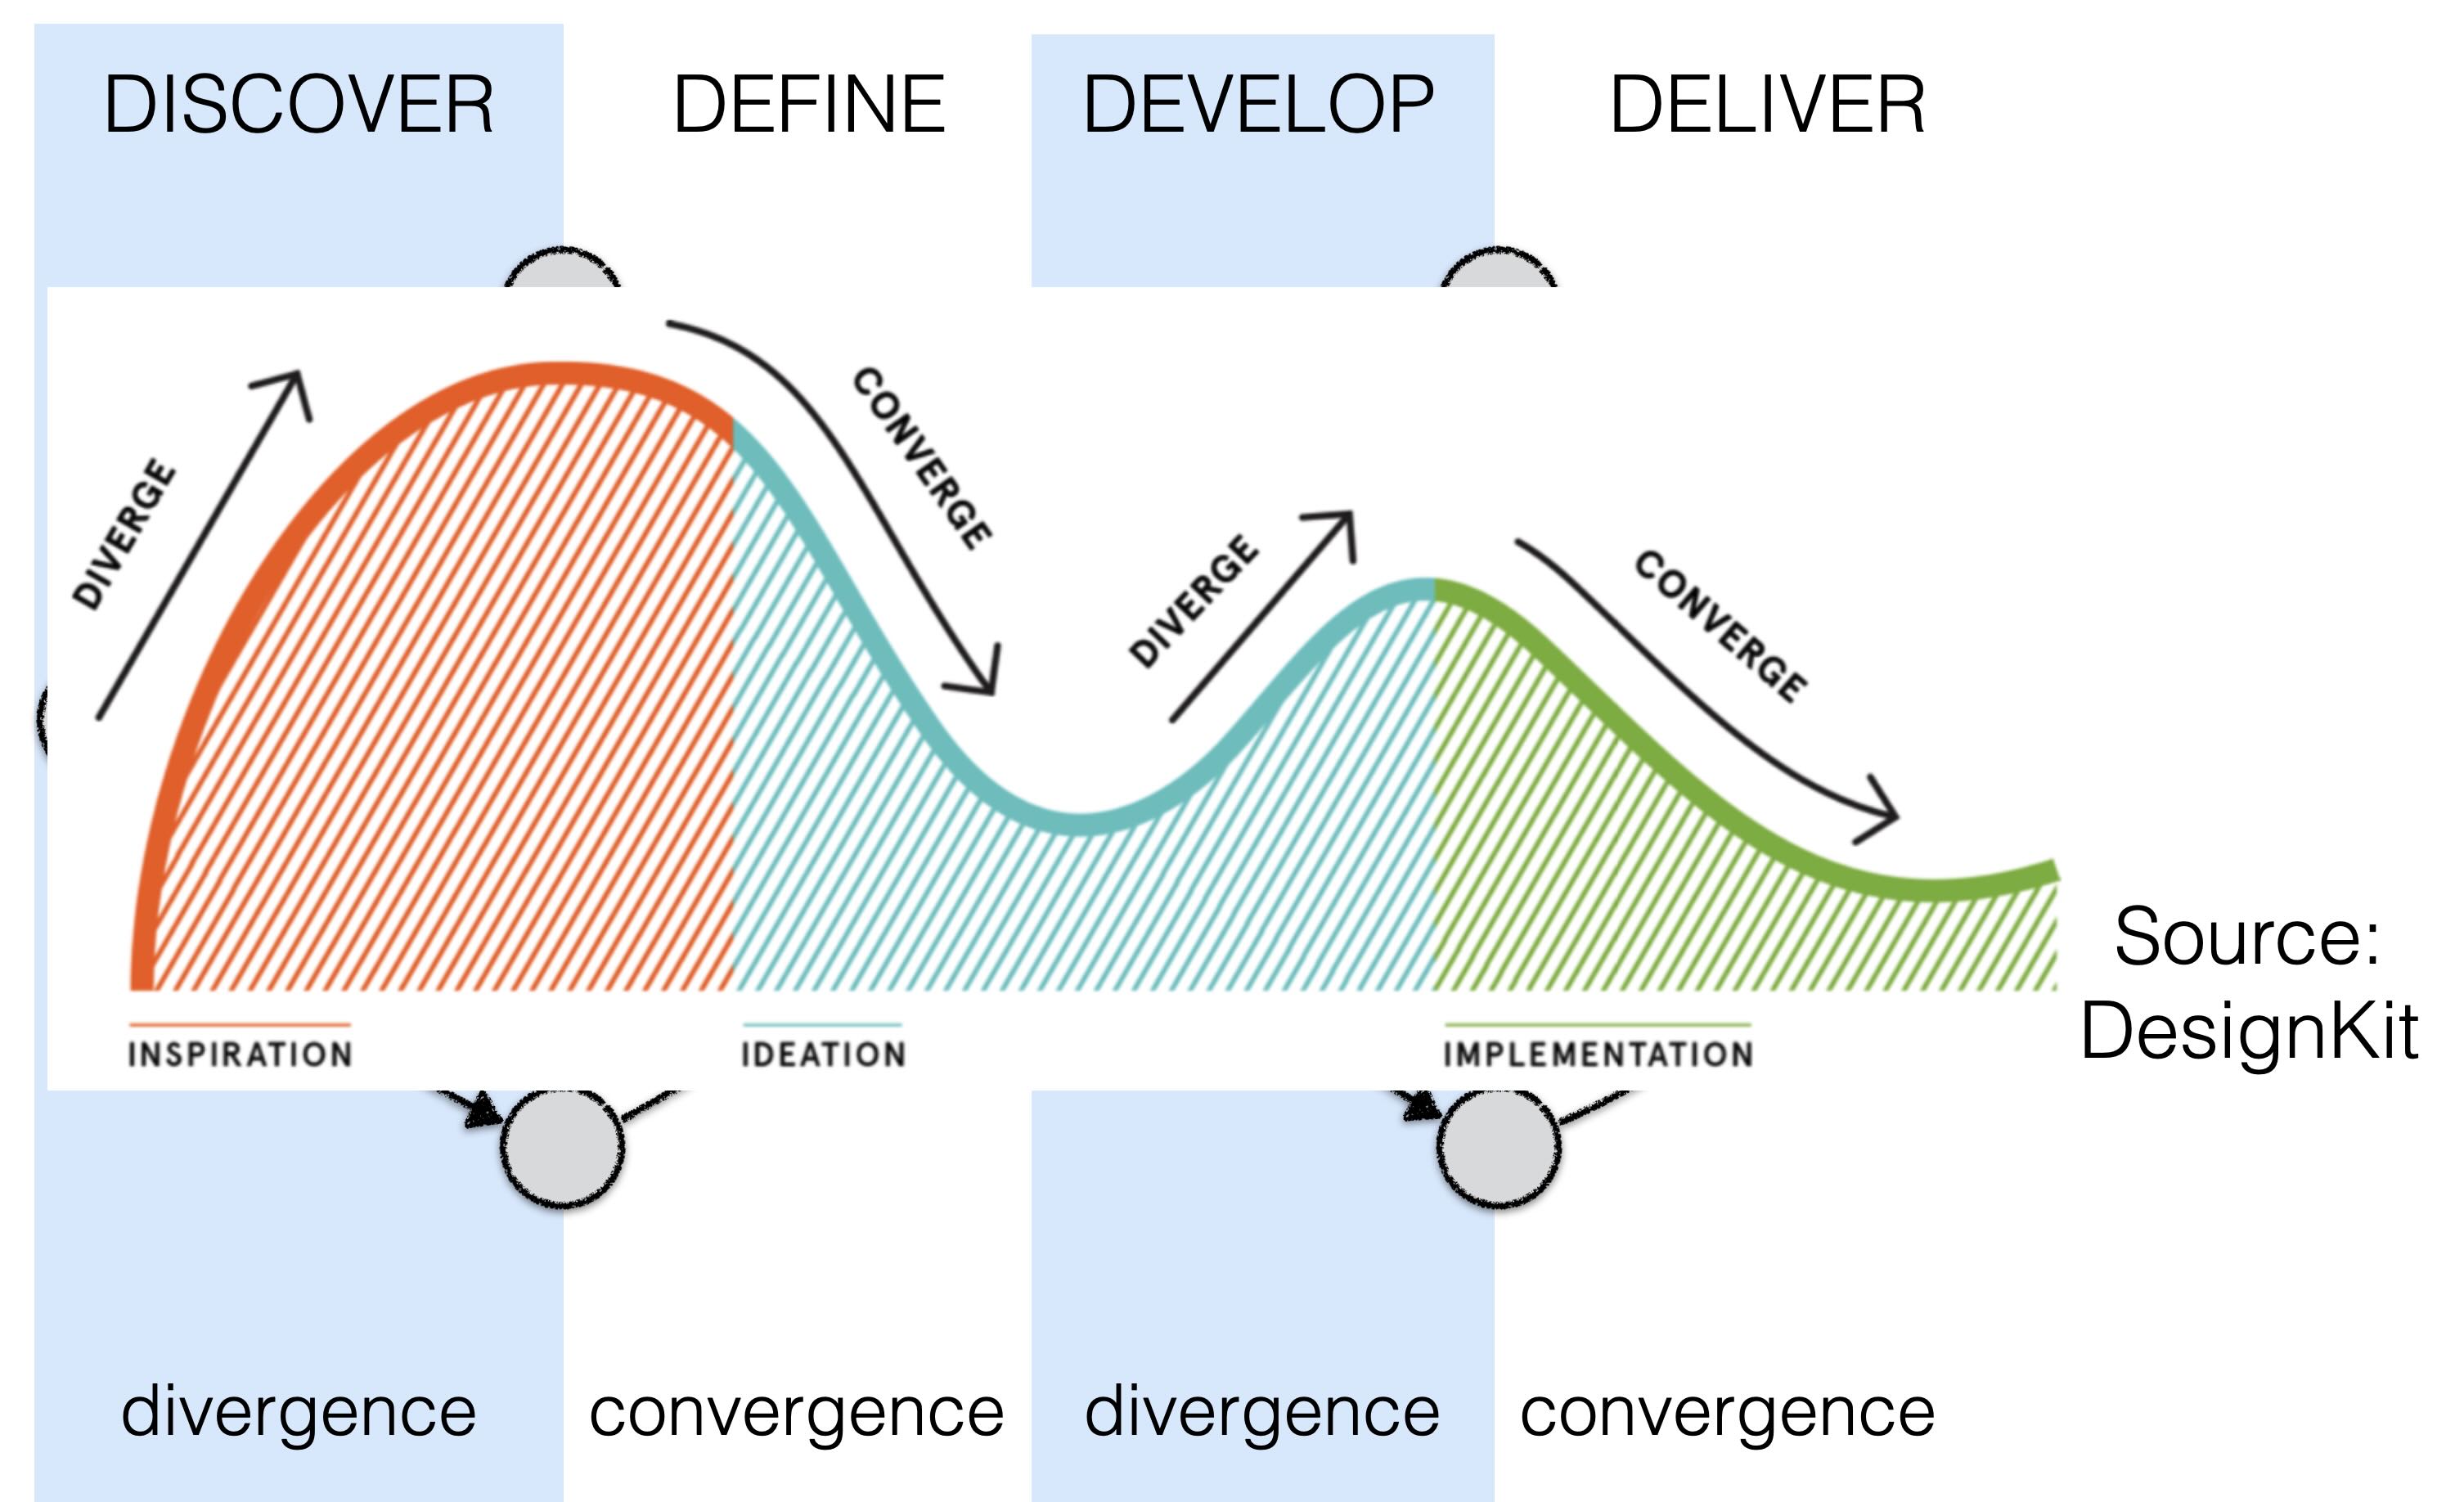 DISCOVER
DEFINE
DEVELOP
DELIVER
DIVERGE
CONVERGE
DIVERGE
CONVERGE
Source:
DesignKit
INSPIRATION
IDEATION
IMPLEMENTATION
divergence
convergence
divergence
convergence